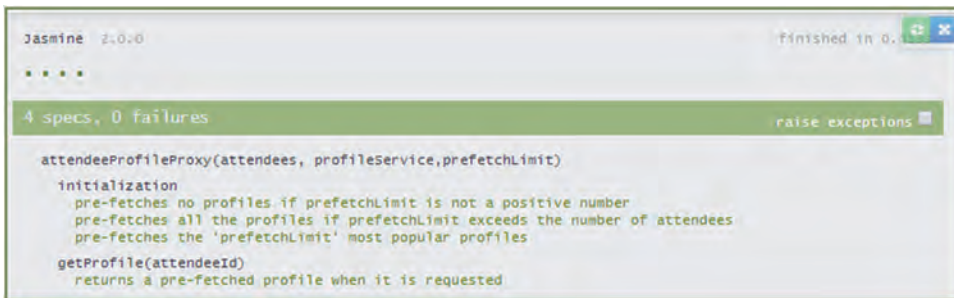 Jasmine 2.0.0
finished in 0.
4 specs, 0 failures
raise exceptions
attendeeProfileProxy(attendees, profileService,prefetchLimit)
initialization
pre-fetches no profiles if prefetchLimit is not a positive number
pre-fetches all the profiles if prefetchLimit exceeds the number of attendees
pre-fetches the 'prefetchLimit' most popular profiles
getProfile(attendeeId)
returns a pre-fetched profile when it is requested